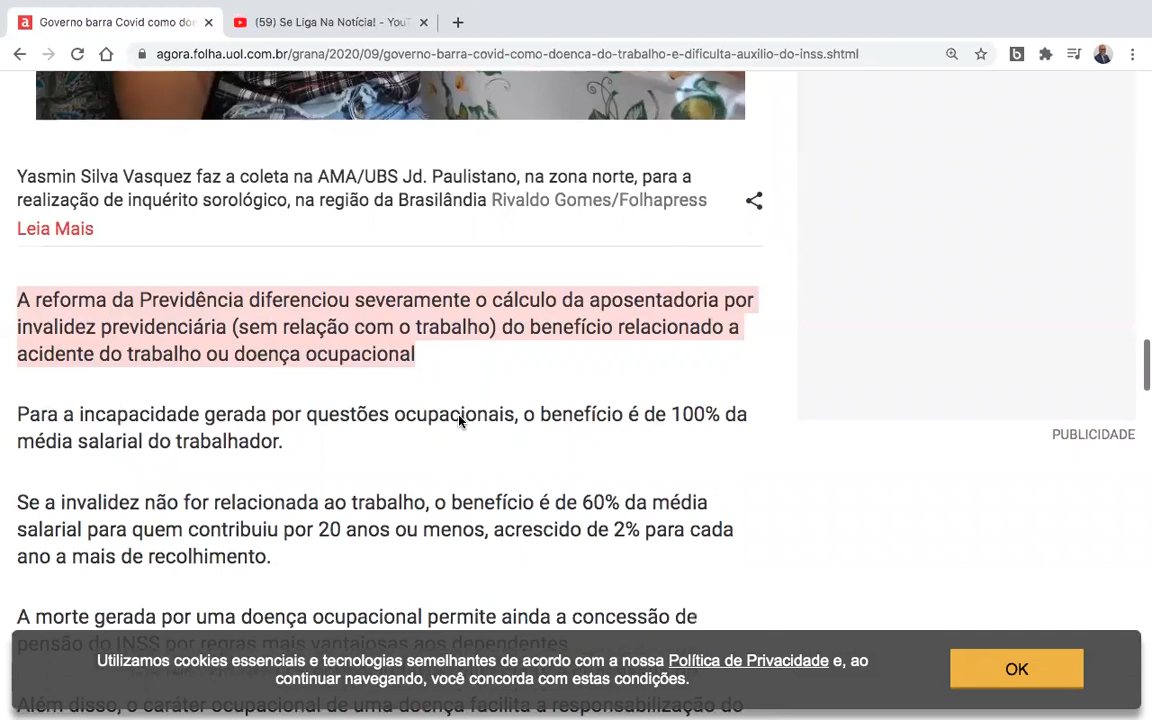 Governo barra Covid como do
(59) Se Liga Na Notícia! - YouT
agora.folha.uol.com.br/grana/2020/09/governo-barra-covid-como-doenca-do-trabalho-e-dificulta-auxilio-do-inss.shtml
Yasmin Silva Vasquez faz a coleta na AMA/UBS Jd. Paulistano, na zona norte, para a
realização de inquérito sorológico, na região da Brasilândia Rivaldo Gomes/Folhapress
Leia Mais
A reforma da Previdência diferenciou severamente o cálculo da aposentadoria por
invalidez previdenciária (sem relação com o trabalho) do benefício relacionado a
acidente do trabalho ou doença ocupacional
Para a incapacidade gerada por questões ocupacionais, o benefício é de 100% da
média salarial do trabalhador.
PUBLICIDADE
Se a invalidez não for relacionada ao trabalho, o benefício é de 60% da média
salarial para quem contribuiu por 20 anos ou menos, acrescido de 2% para cada
ano a mais de recolhimento.
A morte gerada por uma doença ocupacional permite ainda a concessão de
pensão do INSS por regras mais vantajosas aos dependentes
Utilizamos cookies essenciais e tecnologias semelhantes de acordo com a nossa Política de Privacidade e, ao
continuar navegando, você concorda com estas condições.
OK
Além disso, o caráter ocupacional de uma doença facilita a responsabilização do